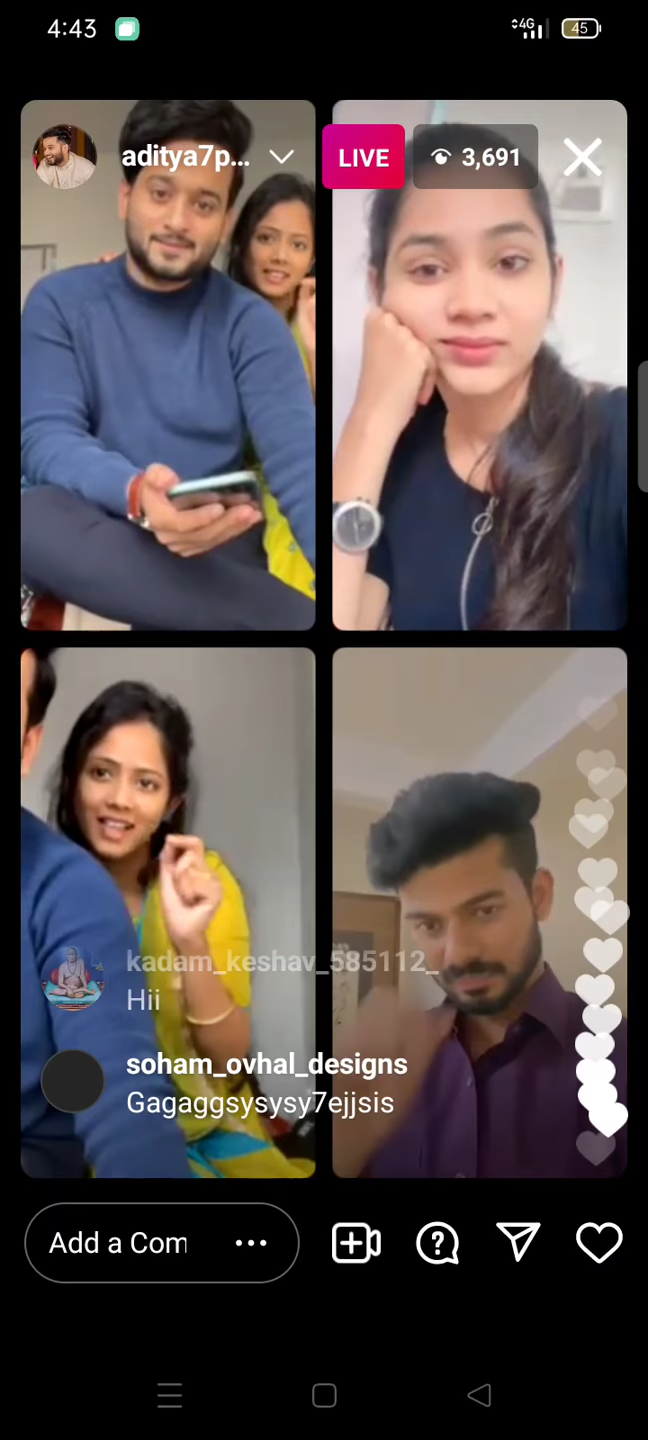 4:43
4G
45
aditya7p...
LIVE
3,691
kadam_keshav_585112_
Hii
soham_ovhal_designs
Gagaggsysysy7ejjsis
Add a Com